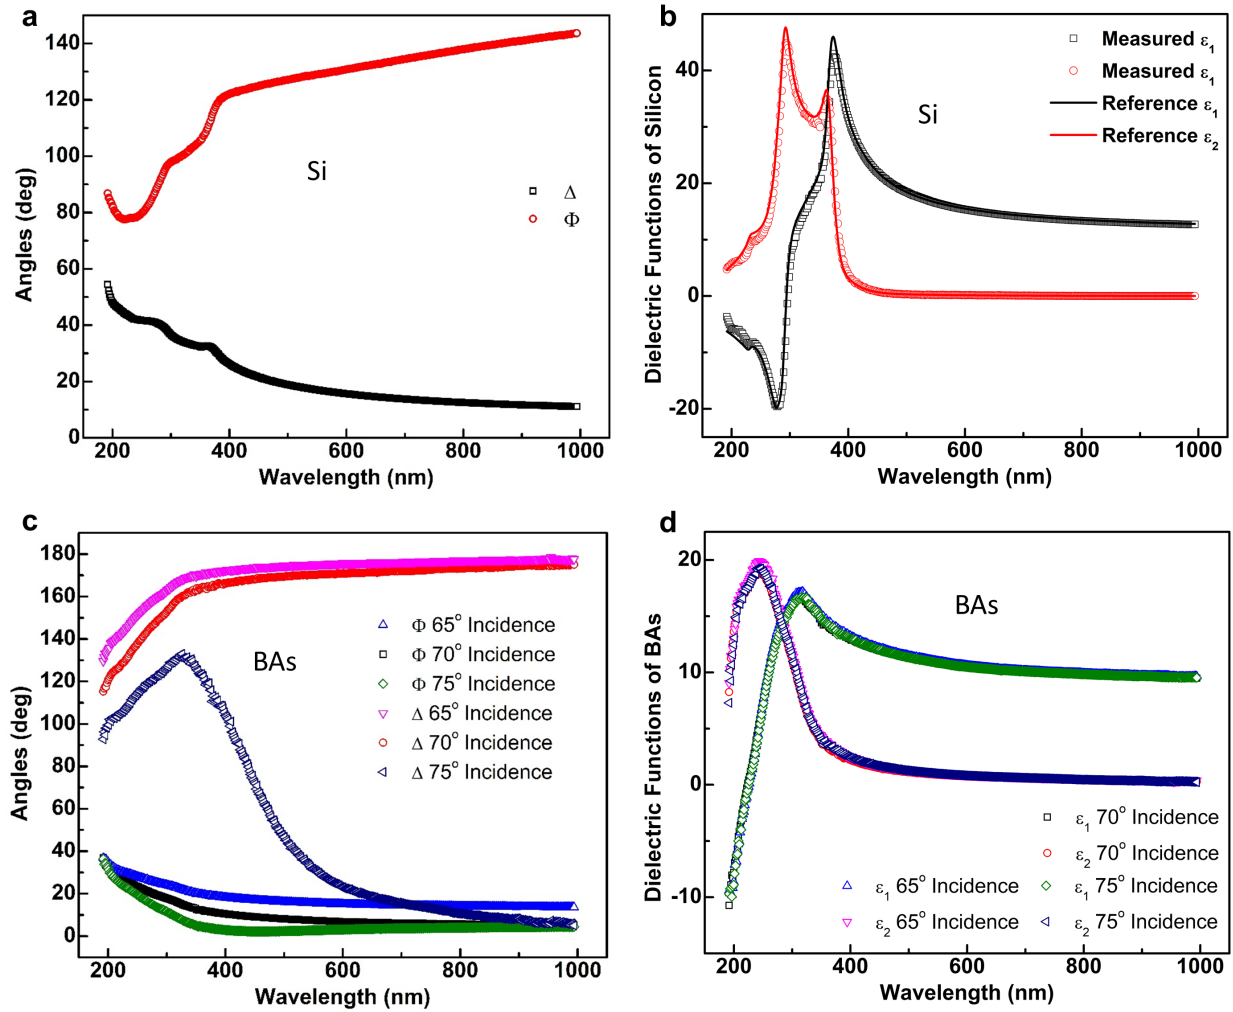 a
Angles (deg)
140
120
100
80
60
40
20
0
Si
Δ
Φ
200
400
600
800
1000
Wavelength (nm)
b
Dielectric Functions of Silicon
40
20
0
-20
Si
Measured ε₁
Measured ε₁
Reference ε₁
Reference ε₂
200
400
600
800
1000
Wavelength (nm)
c
Angles (deg)
180
160
140
120
100
80
60
40
20
0
BAs
Φ 65° Incidence
Φ 70° Incidence
Φ 75° Incidence
Δ 65° Incidence
Δ 70° Incidence
Δ 75° Incidence
200
400
600
800
1000
Wavelength (nm)
d
Dielectric Functions of BAs
20
10
0
-10
BAs
ε₁ 70° Incidence
ε₂ 70° Incidence
ε₁ 65° Incidence
ε₁ 75° Incidence
ε₂ 65° Incidence
ε₂ 75° Incidence
200
400
600
800
1000
Wavelength (nm)